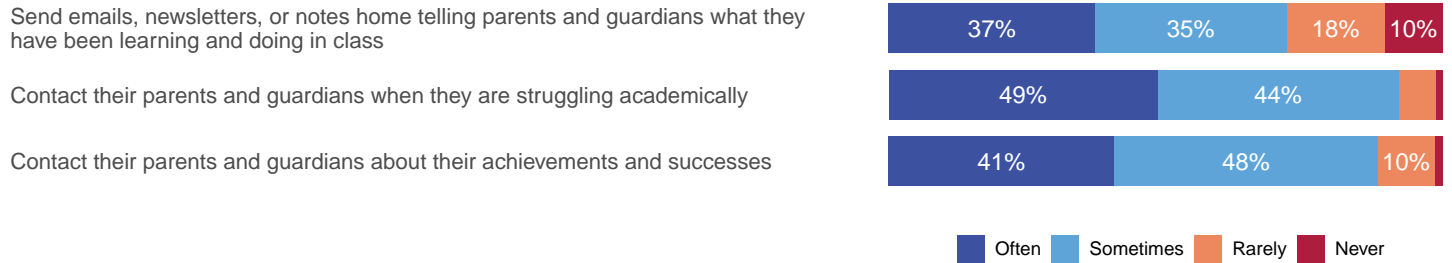 Send emails, newsletters, or notes home telling parents and guardians what they
have been learning and doing in class
37% 35% 18% 10%
Contact their parents and guardians when they are struggling academically
49% 44%
Contact their parents and guardians about their achievements and successes
41% 48% 10%
Often Sometimes Rarely Never